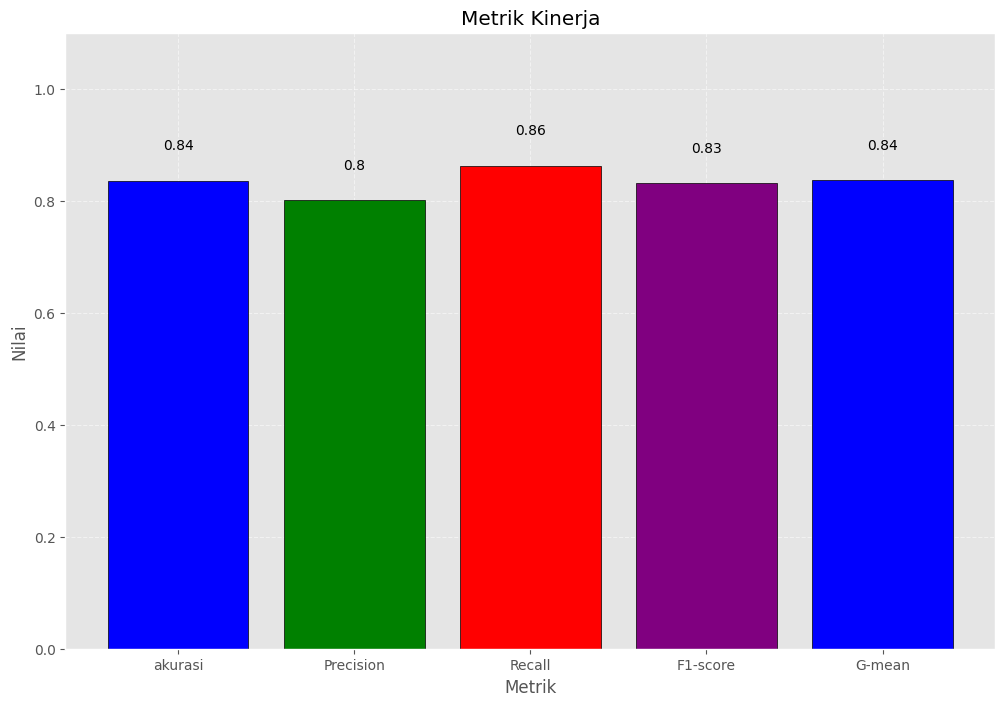 Metrik Kinerja
Nilai
1.0
0.8
0.6
0.4
0.2
0.0
0.84
0.8
0.86
0.83
0.84
akurasi
Precision
Recall
F1-score
G-mean
Metrik